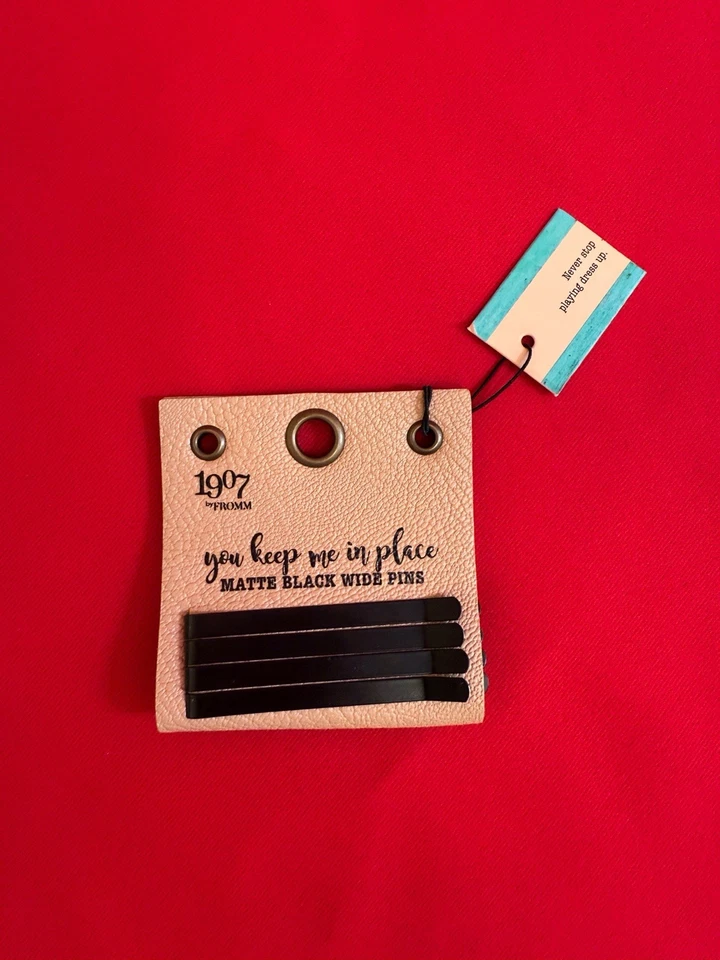 Never stop
playing dress up.
1907
by FROMM
you keep me in place
MATTE BLACK WIDE PINS